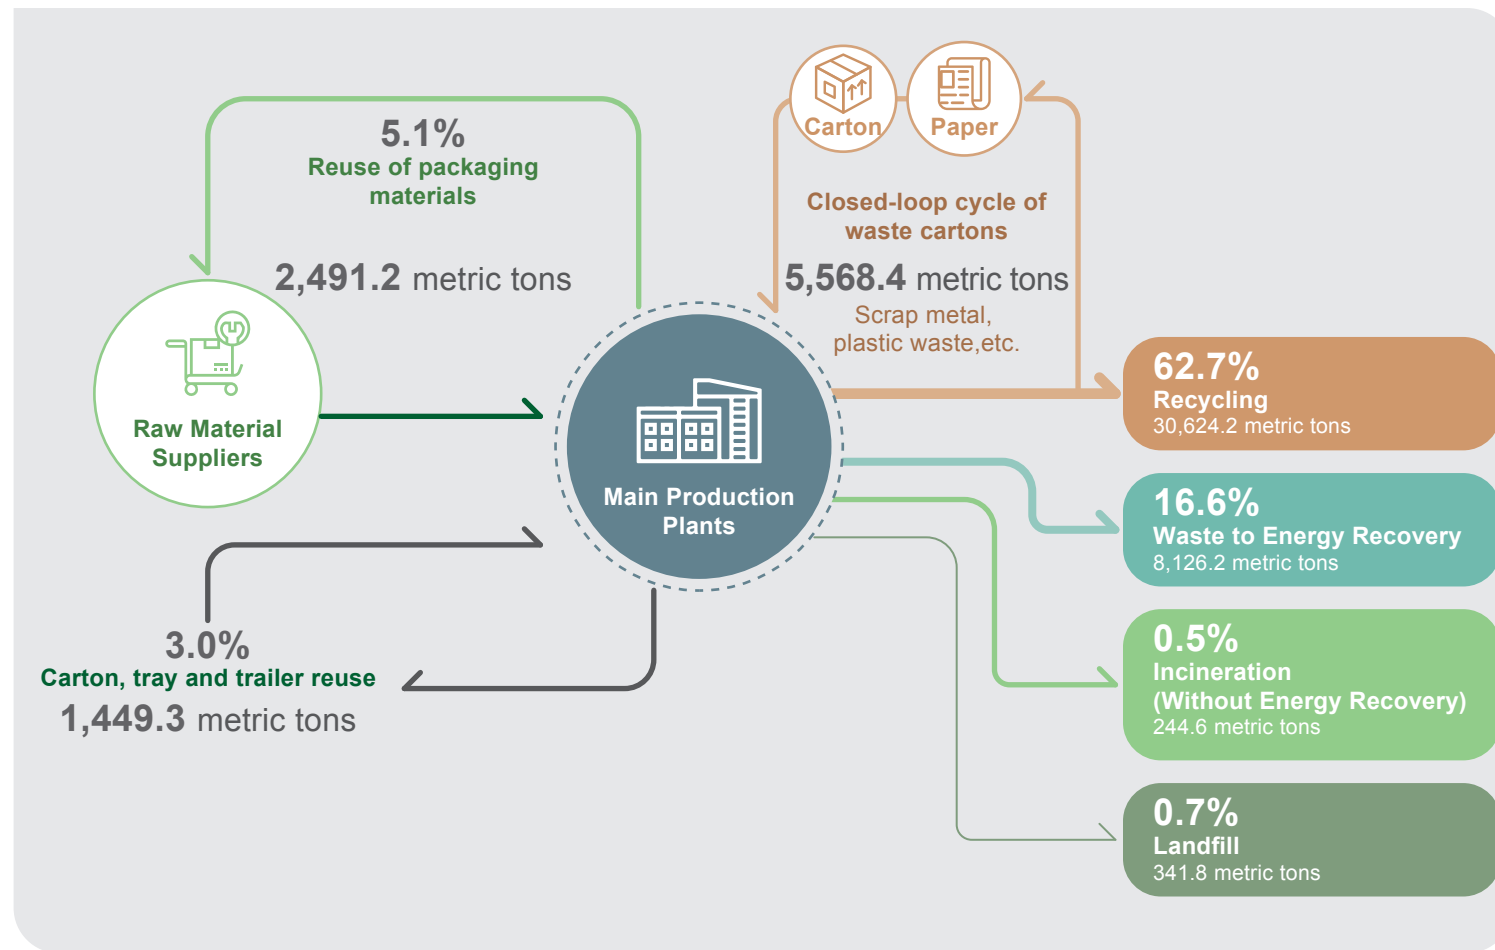 5.1%
Reuse of packaging
materials
2,491.2 metric tons
Raw Material
Suppliers
3.0%
Carton, tray and trailer reuse
1,449.3 metric tons
Main Production
Plants
Carton
Paper
Closed-loop cycle of
waste cartons
5,568.4 metric tons
Scrap metal,
plastic waste,etc.
62.7%
Recycling
30,624.2 metric tons
16.6%
Waste to Energy Recovery
8,126.2 metric tons
0.5%
Incineration
(Without Energy Recovery)
244.6 metric tons
0.7%
Landfill
341.8 metric tons